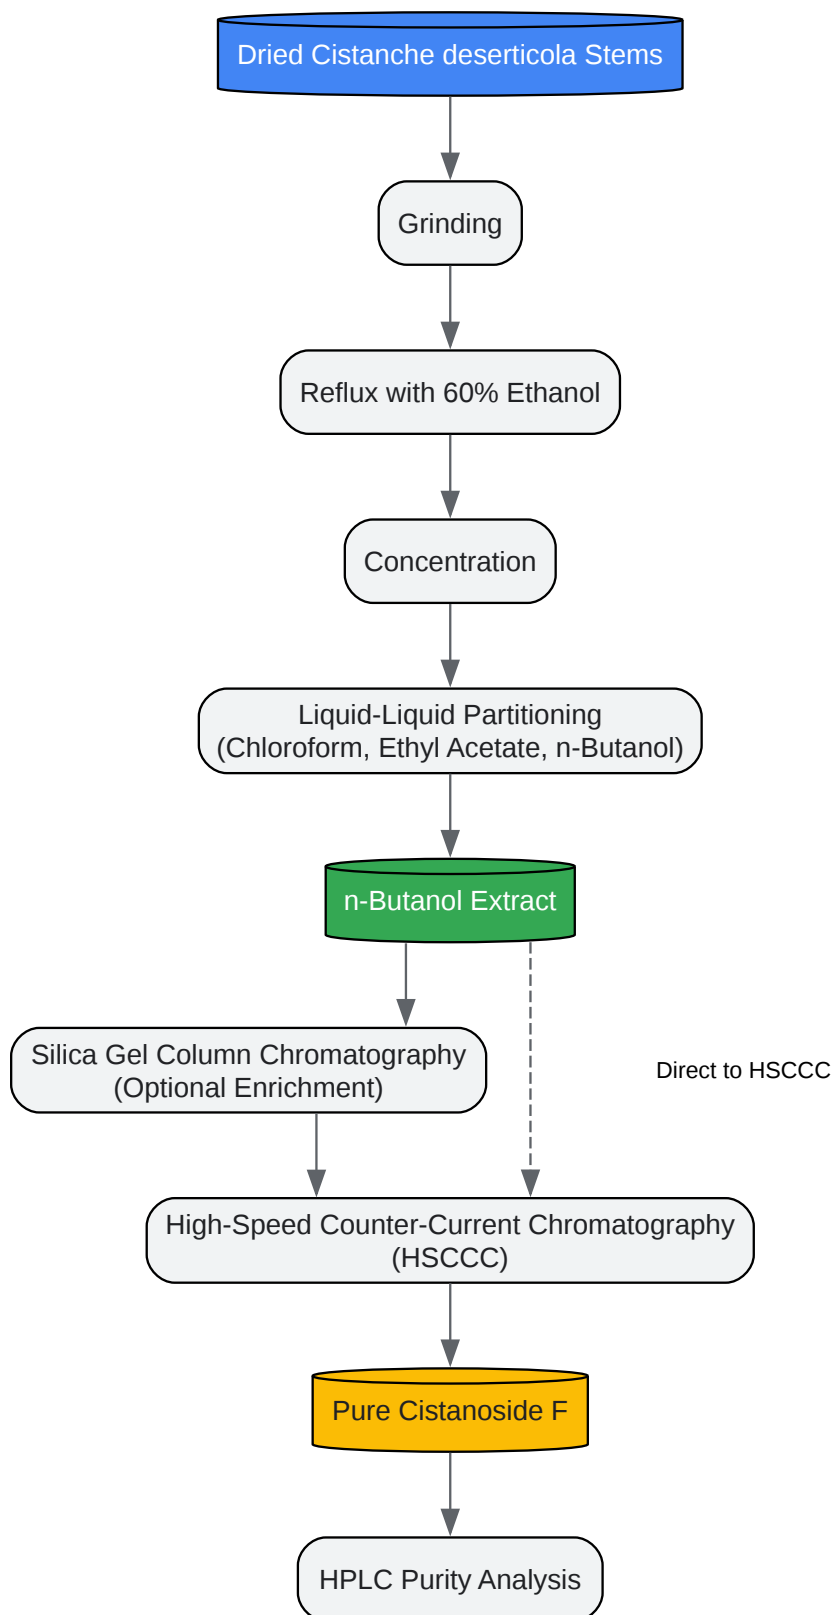 Dried Cistanche deserticola Stems
Grinding
Reflux with 60% Ethanol
Concentration
Liquid-Liquid Partitioning
(Chloroform, Ethyl Acetate, n-Butanol)
n-Butanol Extract
Silica Gel Column Chromatography
(Optional Enrichment)
Direct to HSCCC
High-Speed Counter-Current Chromatography
(HSCCC)
Pure Cistanoside F
HPLC Purity Analysis